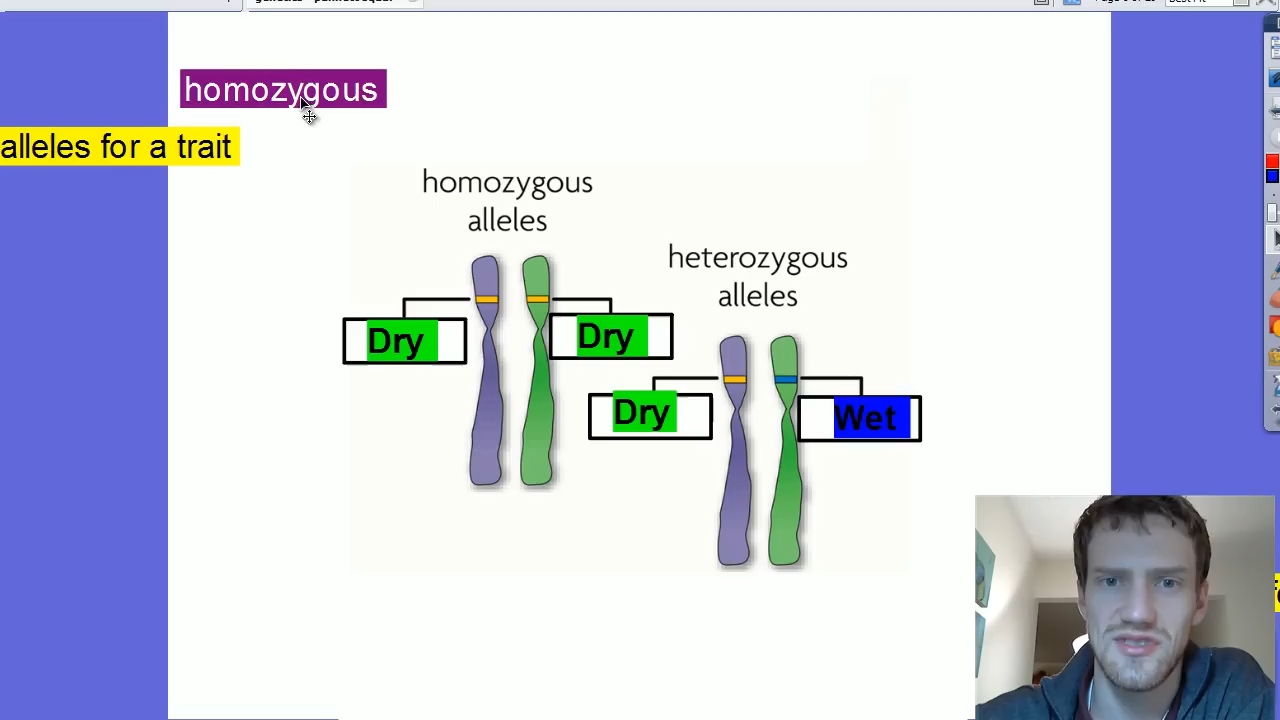 homozygous
alleles for a trait
homozygous
alleles
heterozygous
alleles
Dry
Dry
Dry
Wet